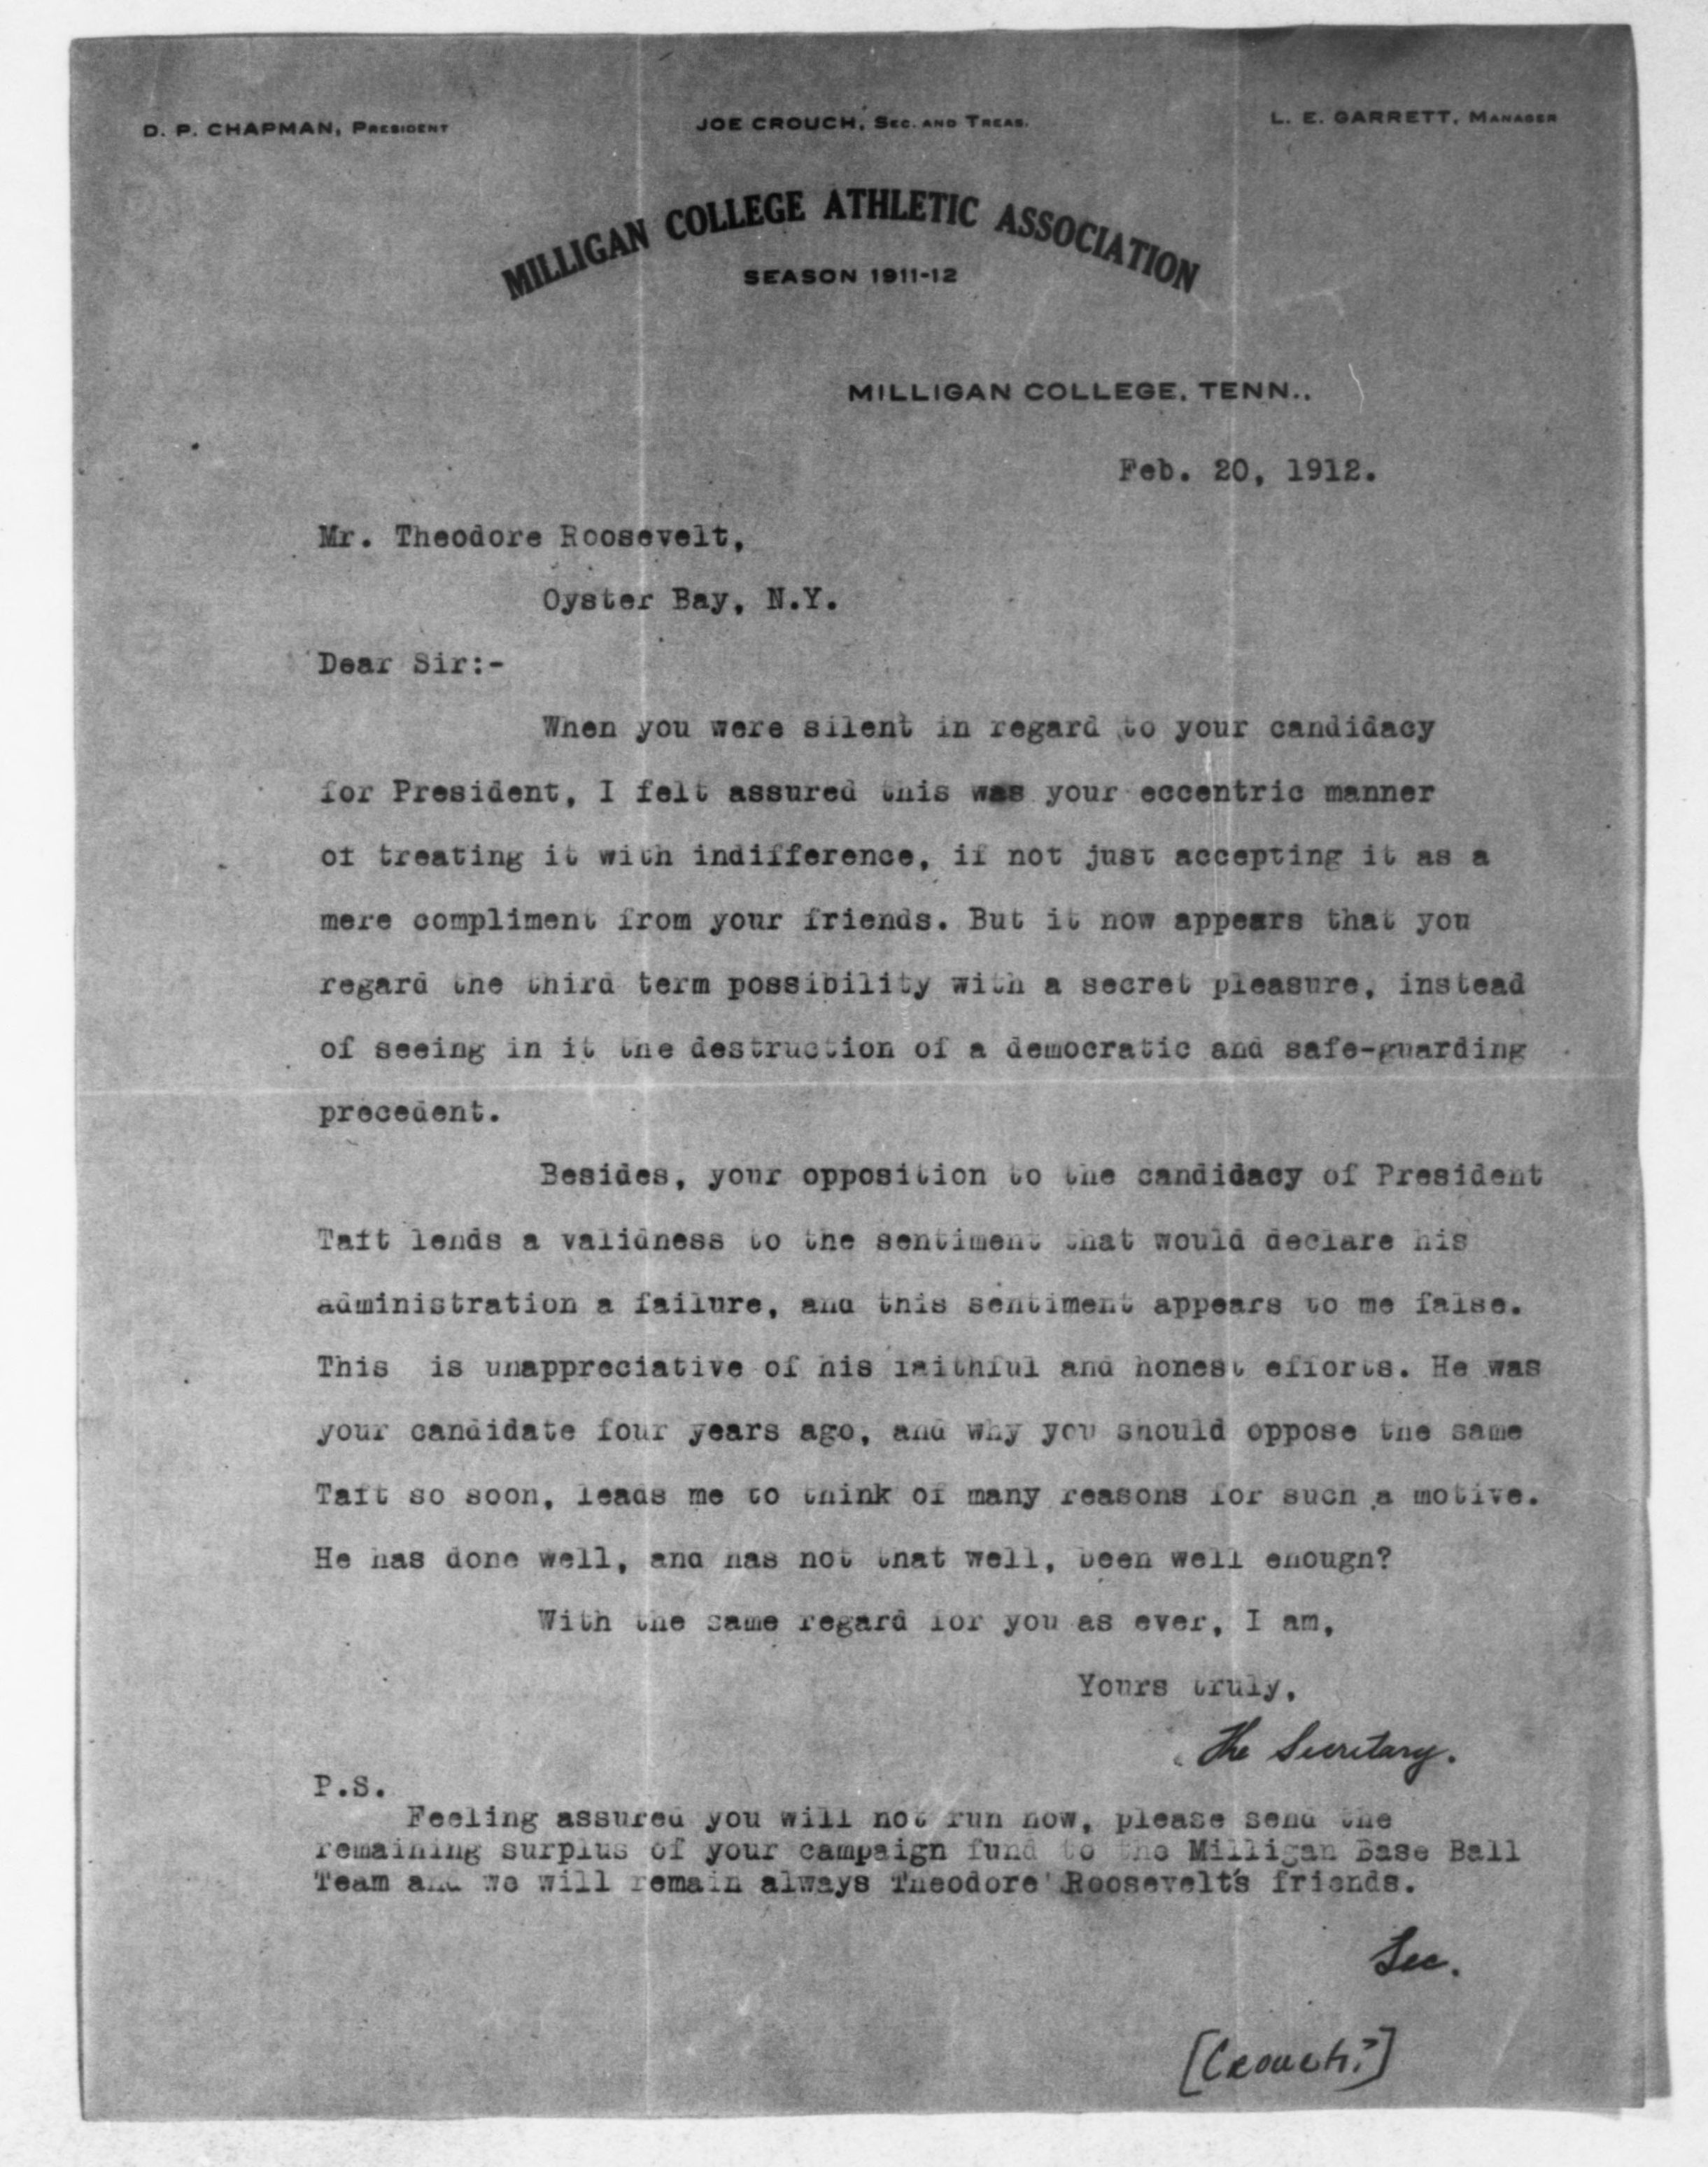 D. P. CHAPMAN, PRESIDENT
JOE CROUCH, SEC. AND TREAS.
L. E. GARRETT, MANAGER
MILLIGAN COLLEGE ATHLETIC ASSOCIATION
SEASON 1911-12
MILLIGAN COLLEGE, TENN.,
Feb. 20, 1912.
Mr. Theodore Roosevelt,
Oyster Bay, N.Y.
Dear Sir:-
When you were silent in regard to your candidacy
for President, I felt assured this was your eccentric manner
of treating it with indifference, if not just accepting it as a
mere compliment from your friends. But it now appears that you
regard the third term possibility with a secret pleasure, instead
of seeing in it the destruction of a democratic and safe-guarding
precedent.
Besides, your opposition to the candidacy of President
Taft lends a validness to the sentiment that would declare his
administration a failure, and this sentiment appears to me false.
This is unappreciative of his faithful and honest efforts. He was
your candidate four years ago, and why you should oppose the same
Taft so soon, leads me to think of many reasons for such a motive.
He has done well, and has not that well, been well enough?
With the same regard for you as ever, I am,
Yours truly,
The Secretary.
P.S.
Feeling assured you will not run now, please send the
remaining surplus of your campaign fund to the Milligan Base Ball
Team and we will remain always Theodore Roosevelt's friends.
Sec.
[Crouch?]